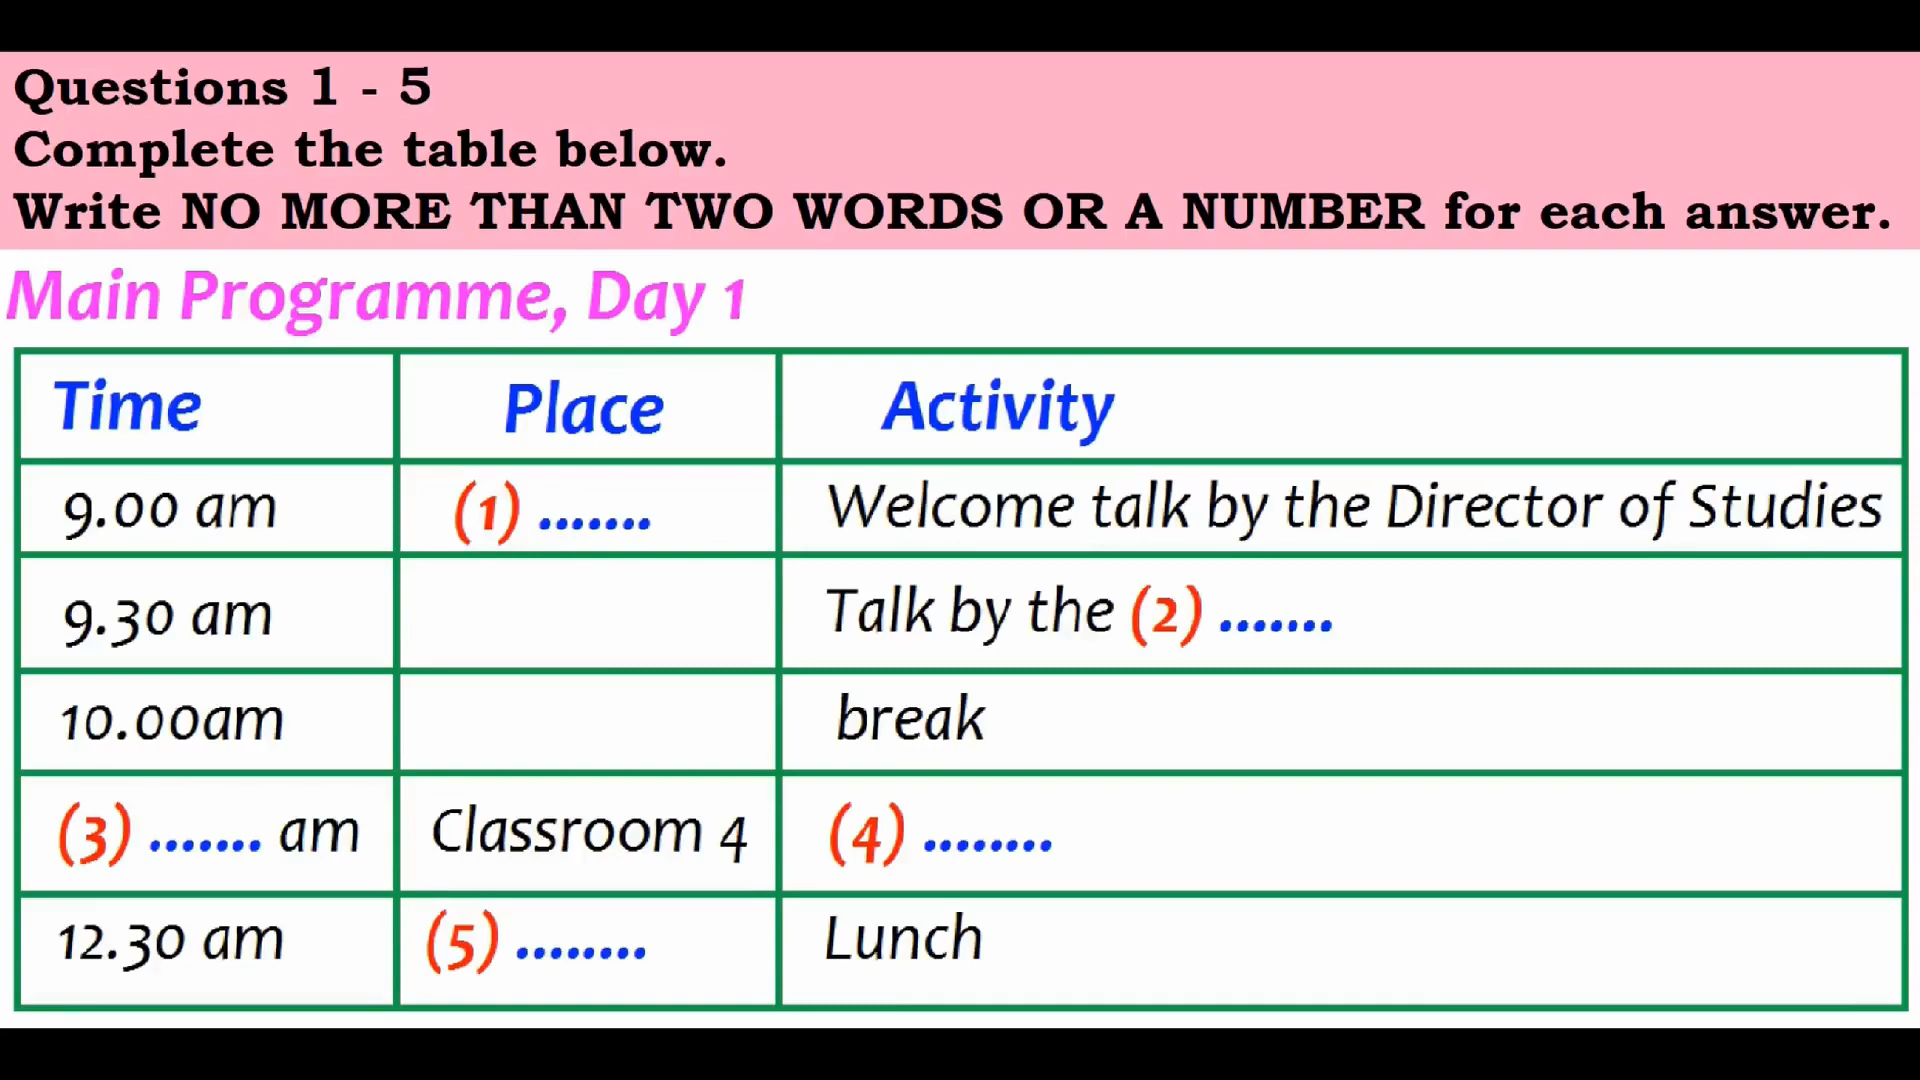 Questions 1 - 5
Complete the table below.
Write NO MORE THAN TWO WORDS OR A NUMBER for each answer.
Main Programme, Day 1
Time Place Activity
9.00 am (1) ....... Welcome talk by the Director of Studies
9.30 am Talk by the (2) .......
10.00am break
(3) ....... am Classroom 4 (4) ........
12.30 am (5) ........ Lunch